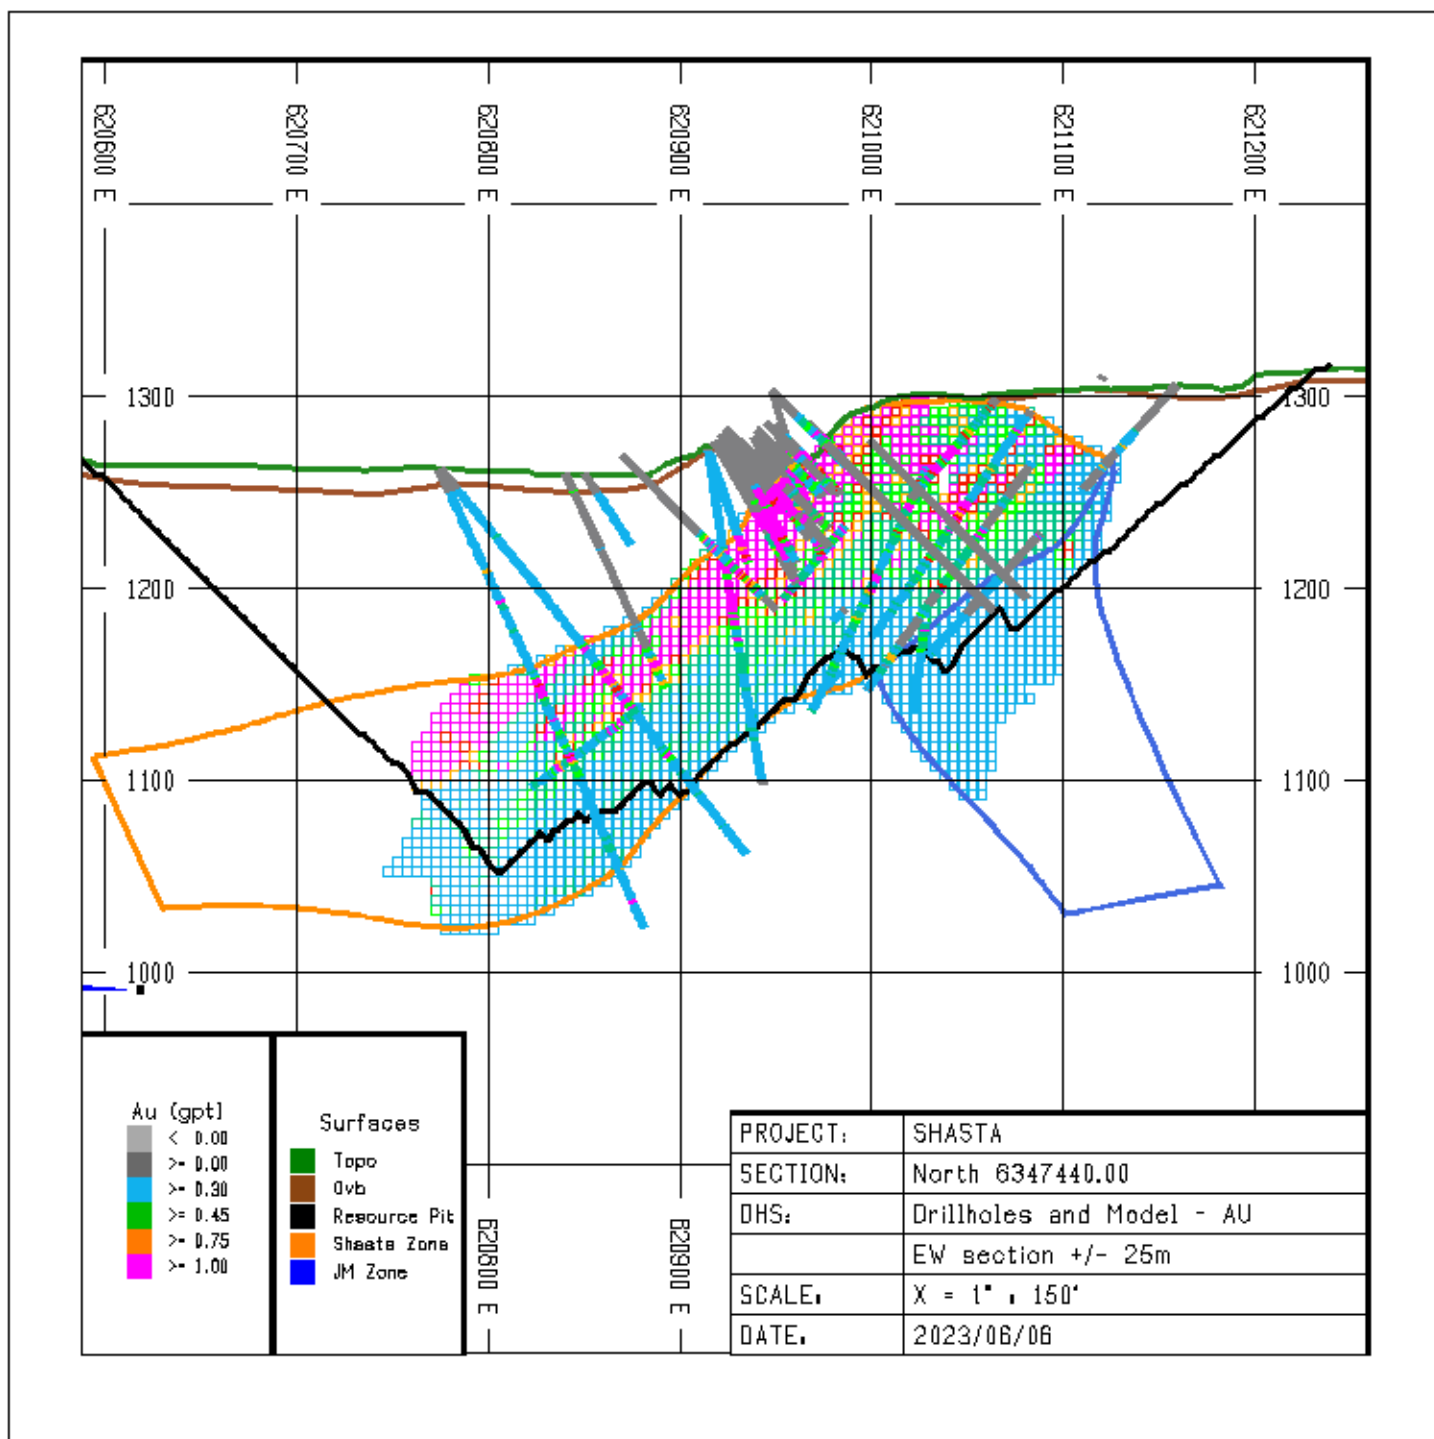 620600 E
620700 E
620800 E
620900 E
621000 E
621100 E
621200 E
1300
1300
1200
1200
1100
1100
1000
1000
Au (gpt)
< 0.00
>= 0.00
>= 0.30
>= 0.45
>= 0.75
>= 1.00
Surfaces
Topo
Ovb
Resource Pit
Shasta Zone
JM Zone
620800 E
620900 E
PROJECT: SHASTA
SECTION: North 6347440.00
DHS: Drillholes and Model - AU
EW section +/- 25m
SCALE: X = 1" : 150'
DATE: 2023/06/06